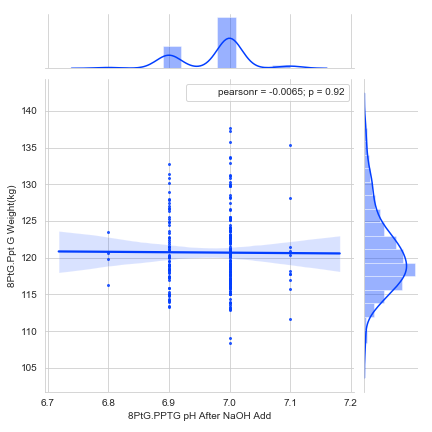 pearsonr = -0.0065; p = 0.92
140
135
130
125
120
115
110
105
8PtG.Ppt G Weight(kg)
6.7 6.8 6.9 7.0 7.1 7.2
8PtG.PPTG pH After NaOH Add